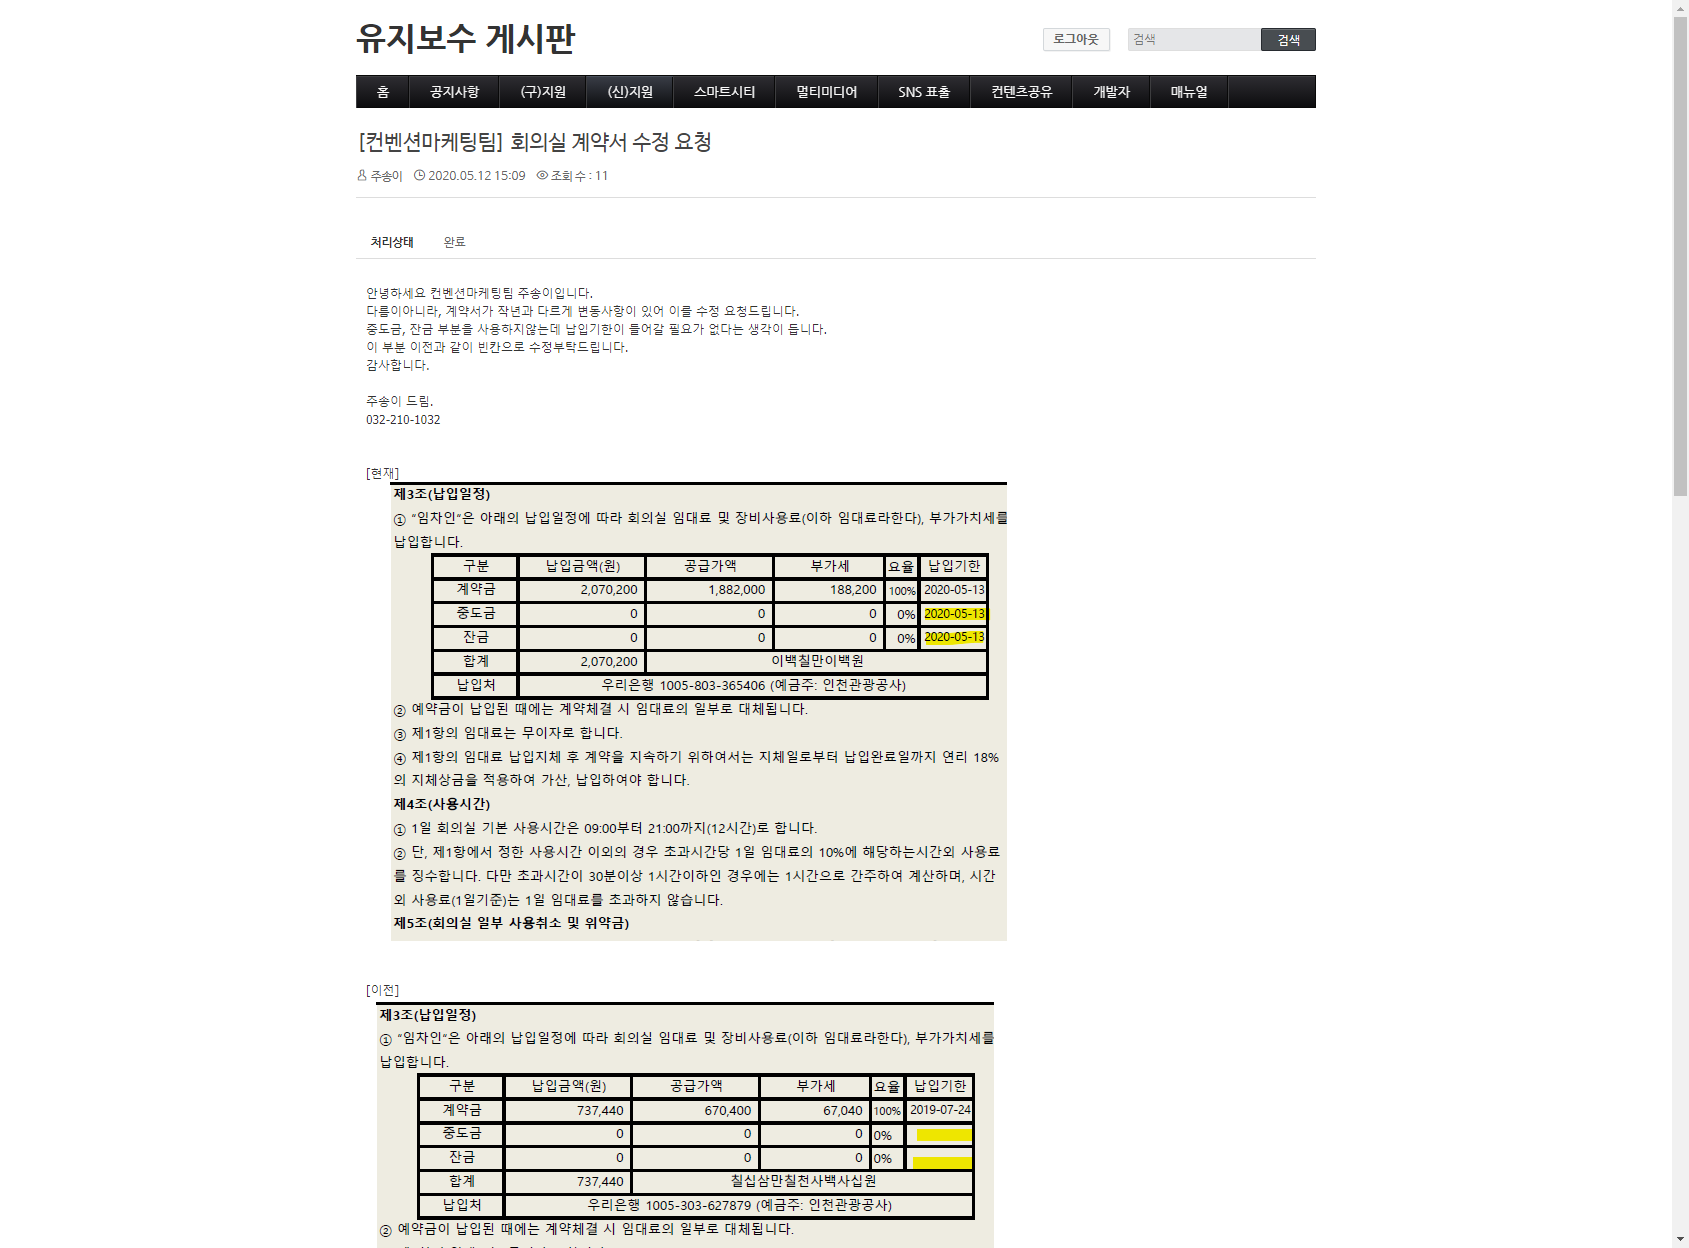 유지보수 게시판
로그아웃 검색 검색
홈 공지사항 (구)지원 (신)지원 스마트시티 멀티미디어 SNS 표출 컨텐츠공유 개발자 매뉴얼
[컨벤션마케팅팀] 회의실 계약서 수정 요청
주송이 2020.05.12 15:09 조회 수 : 11
처리상태 완료
안녕하세요 컨벤션마케팅팀 주송이입니다.
다름이아니라, 계약서가 작년과 다르게 변동사항이 있어 이를 수정 요청드립니다.
중도금, 잔금 부분을 사용하지않는데 납입기한이 들어갈 필요가 없다는 생각이 듭니다.
이 부분 이전과 같이 빈칸으로 수정부탁드립니다.
감사합니다.
주송이 드림.
032-210-1032
[현재]
제3조(납입일정)
① “임차인”은 아래의 납입일정에 따라 회의실 임대료 및 장비사용료(이하 임대료라한다), 부가가치세를
납입합니다.
구분 납입금액(원) 공급가액 부가세 요율 납입기한
계약금 2,070,200 1,882,000 188,200 100% 2020-05-13
중도금 0 0 0 0% 2020-05-13
잔금 0 0 0 0% 2020-05-13
합계 2,070,200 이백칠만이백원
납입처 우리은행 1005-803-365406 (예금주: 인천관광공사)
② 예약금이 납입된 때에는 계약체결 시 임대료의 일부로 대체됩니다.
③ 제1항의 임대료는 무이자로 합니다.
④ 제1항의 임대료 납입지체 후 계약을 지속하기 위하여서는 지체일로부터 납입완료일까지 연리 18%
의 지체상금을 적용하여 가산, 납입하여야 합니다.
제4조(사용시간)
① 1일 회의실 기본 사용시간은 09:00부터 21:00까지(12시간)로 합니다.
② 단, 제1항에서 정한 사용시간 이외의 경우 초과시간당 1일 임대료의 10%에 해당하는시간외 사용료
를 징수합니다. 다만 초과시간이 30분이상 1시간이하인 경우에는 1시간으로 간주하여 계산하며, 시간
외 사용료(1일기준)는 1일 임대료를 초과하지 않습니다.
제5조(회의실 일부 사용취소 및 위약금)
[이전]
제3조(납입일정)
① “임차인”은 아래의 납입일정에 따라 회의실 임대료 및 장비사용료(이하 임대료라한다), 부가가치세를
납입합니다.
구분 납입금액(원) 공급가액 부가세 요율 납입기한
계약금 737,440 670,400 67,040 100% 2019-07-24
중도금 0 0 0 0%
잔금 0 0 0 0%
합계 737,440 칠십삼만칠천사백사십원
납입처 우리은행 1005-303-627879 (예금주: 인천관광공사)
② 예약금이 납입된 때에는 계약체결 시 임대료의 일부로 대체됩니다.